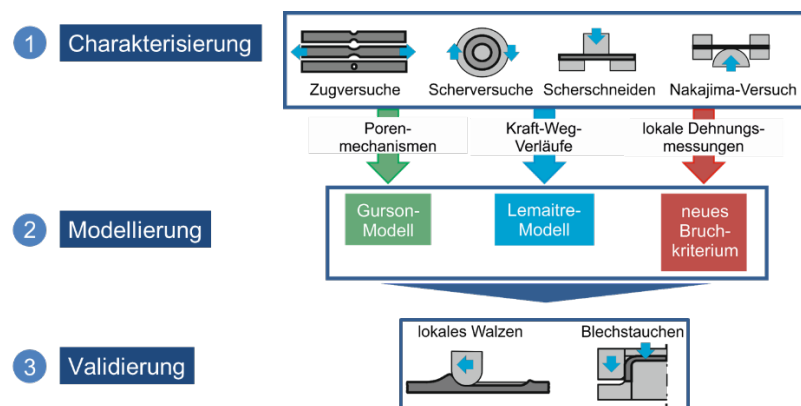 1 Charakterisierung
Zugversuche Scherversuche Scherschneiden Nakajima-Versuch
Poren-
mechanismen
Kraft-Weg-
Verläufe
lokale Dehnungs-
messungen
2 Modellierung
Gurson-
Modell
Lemaitre-
Modell
neues
Bruch-
kriterium
3 Validierung
lokales Walzen Blechstauchen